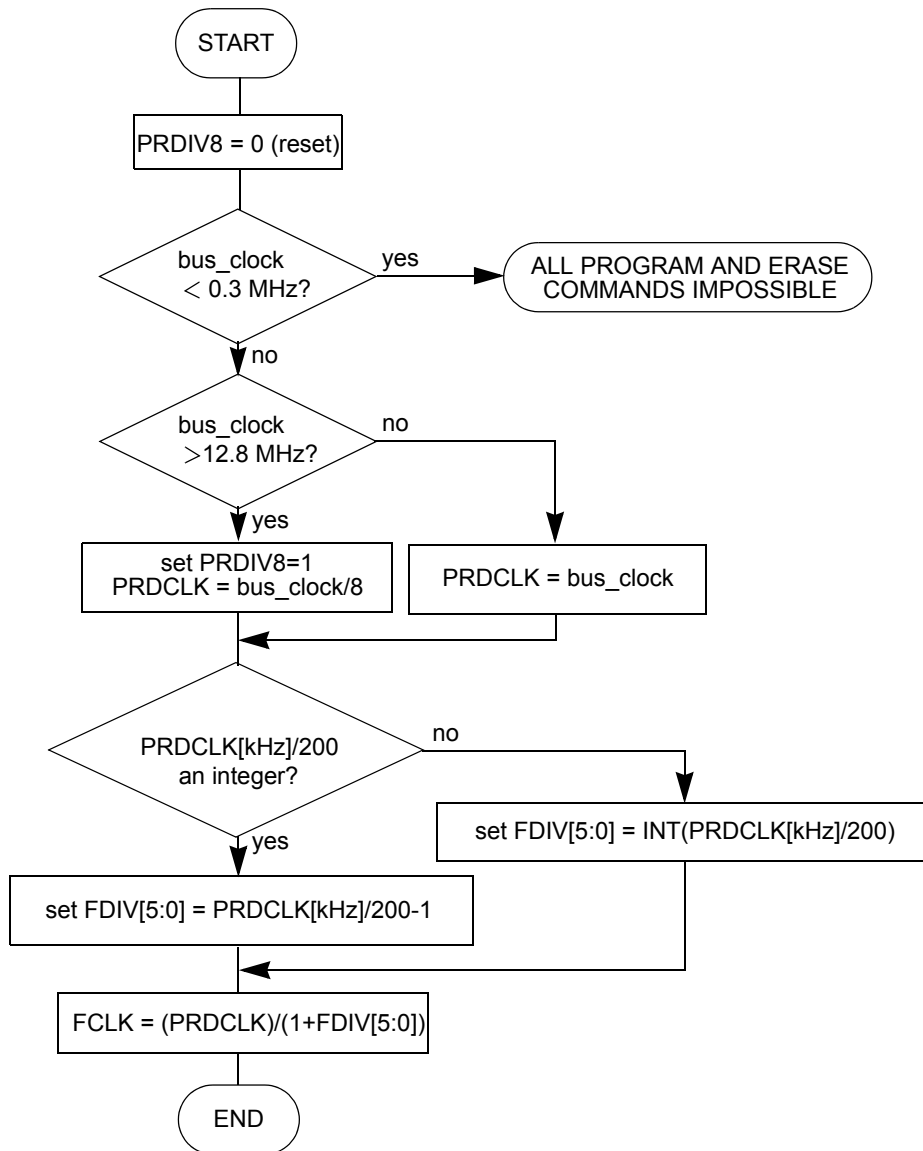 START
PRDIV8 = 0 (reset)
bus_clock
< 0.3 MHz?
yes
ALL PROGRAM AND ERASE
COMMANDS IMPOSSIBLE
no
bus_clock
>12.8 MHz?
no
yes
set PRDIV8=1
PRDCLK = bus_clock/8
PRDCLK = bus_clock
PRDCLK[kHz]/200
an integer?
no
set FDIV[5:0] = INT(PRDCLK[kHz]/200)
yes
set FDIV[5:0] = PRDCLK[kHz]/200-1
FCLK = (PRDCLK)/(1+FDIV[5:0])
END